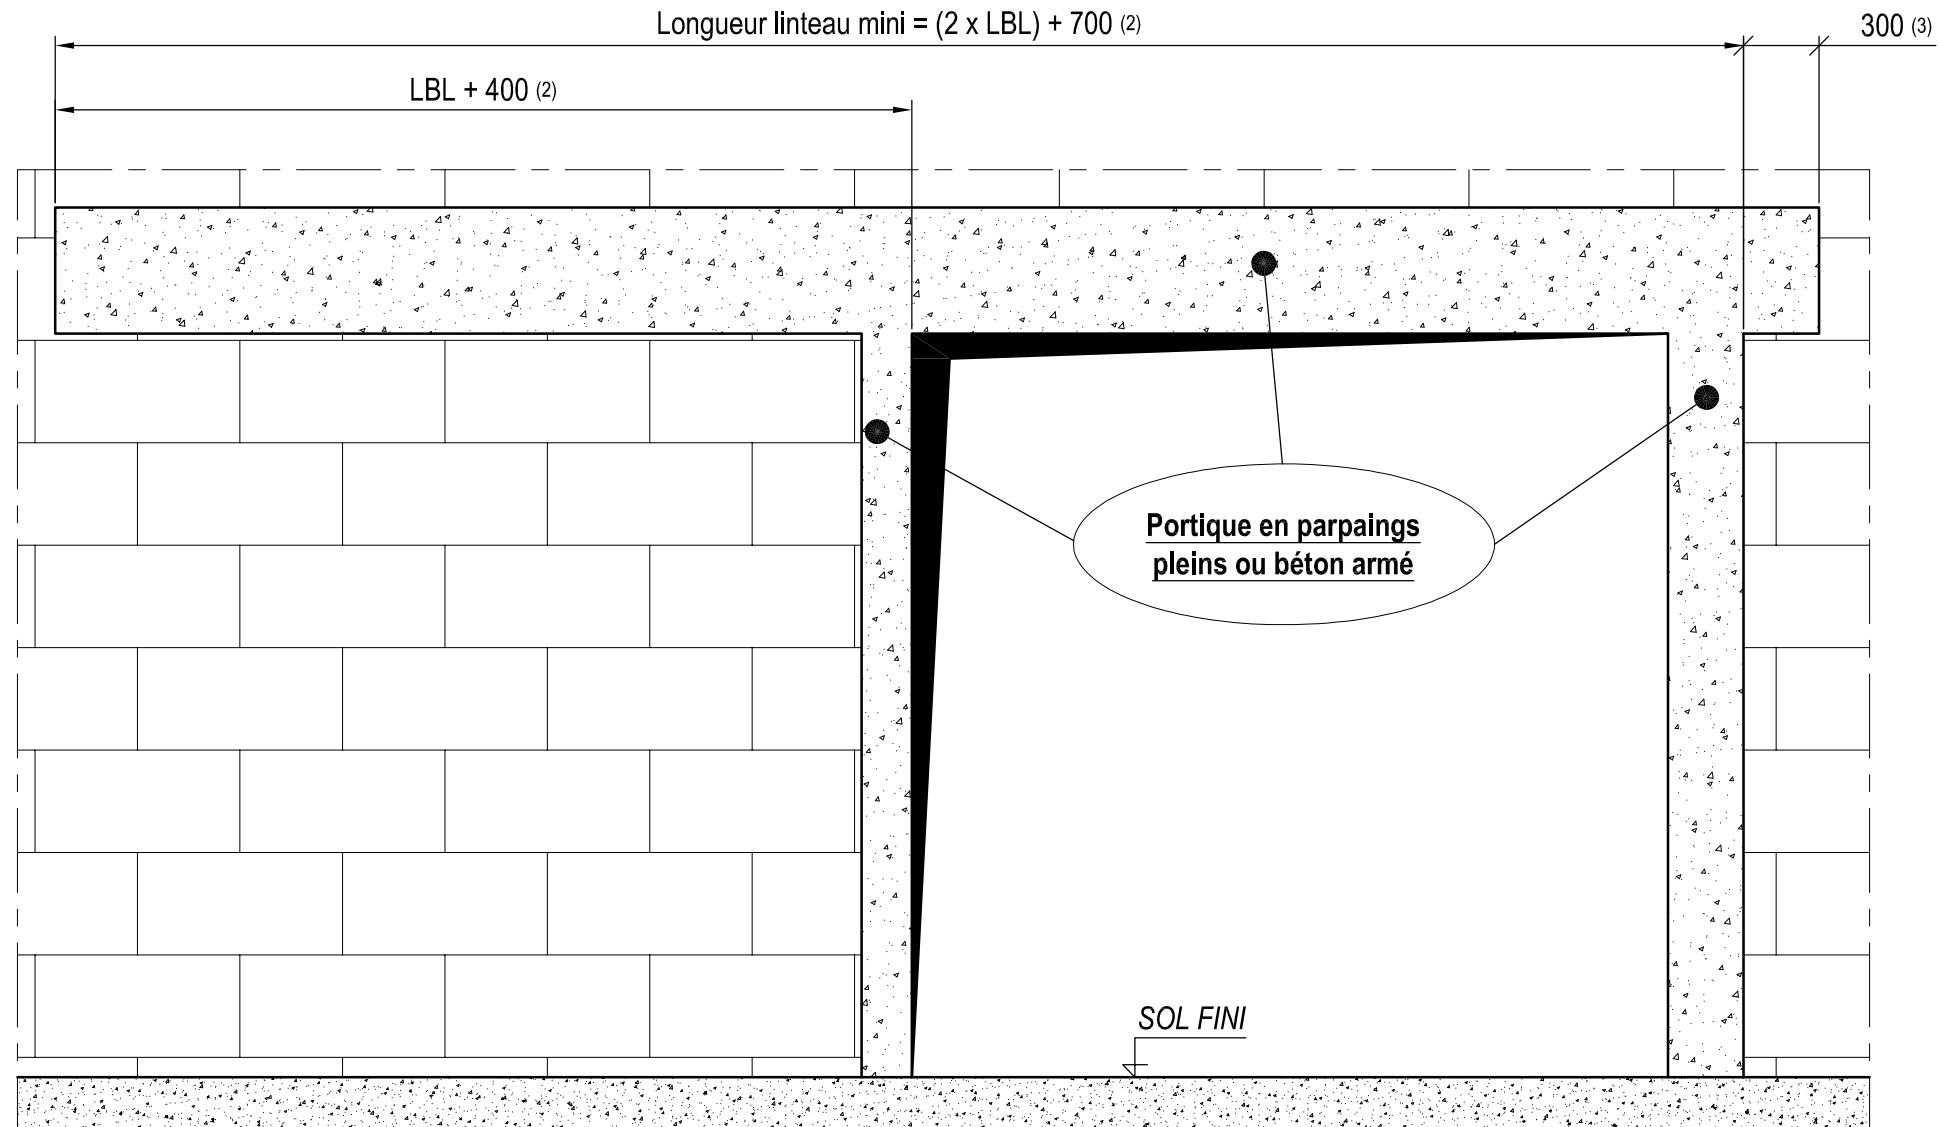 Longueur linteau mini = (2 x LBL) + 700 (2)
300 (3)
LBL + 400 (2)
Portique en parpaings
pleins ou béton armé
SOL FINI